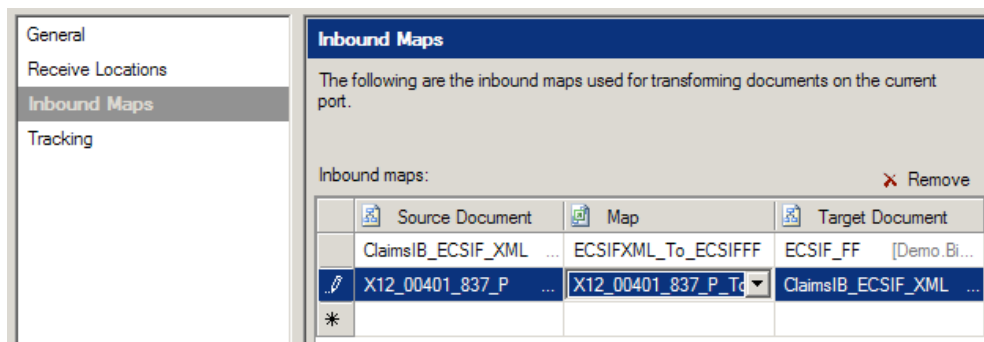 General
Receive Locations
Inbound Maps
Tracking
Inbound Maps
The following are the inbound maps used for transforming documents on the current
port.
Inbound maps:
Remove
Source Document Map Target Document
ClaimsIB_ECSIF_XML ... ECSIFXML_To_ECSIFFF ECSIF_FF [Demo.Bi...
X12_00401_837_P ... X12_00401_837_P_To ClaimsIB_ECSIF_XML ...